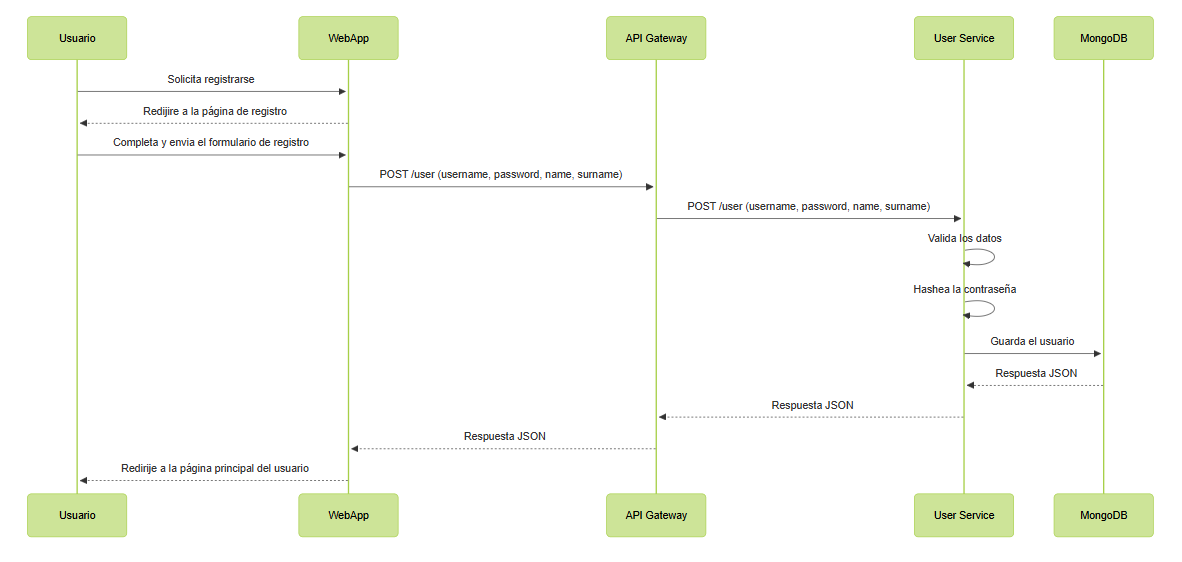 Usuario
WebApp
API Gateway
User Service
MongoDB
Solicita registrarse
Redijire a la página de registro
Completa y envia el formulario de registro
POST /user (username, password, name, surname)
POST /user (username, password, name, surname)
Valida los datos
Hashea la contraseña
Guarda el usuario
Respuesta JSON
Respuesta JSON
Respuesta JSON
Redirije a la página principal del usuario
Usuario
WebApp
API Gateway
User Service
MongoDB